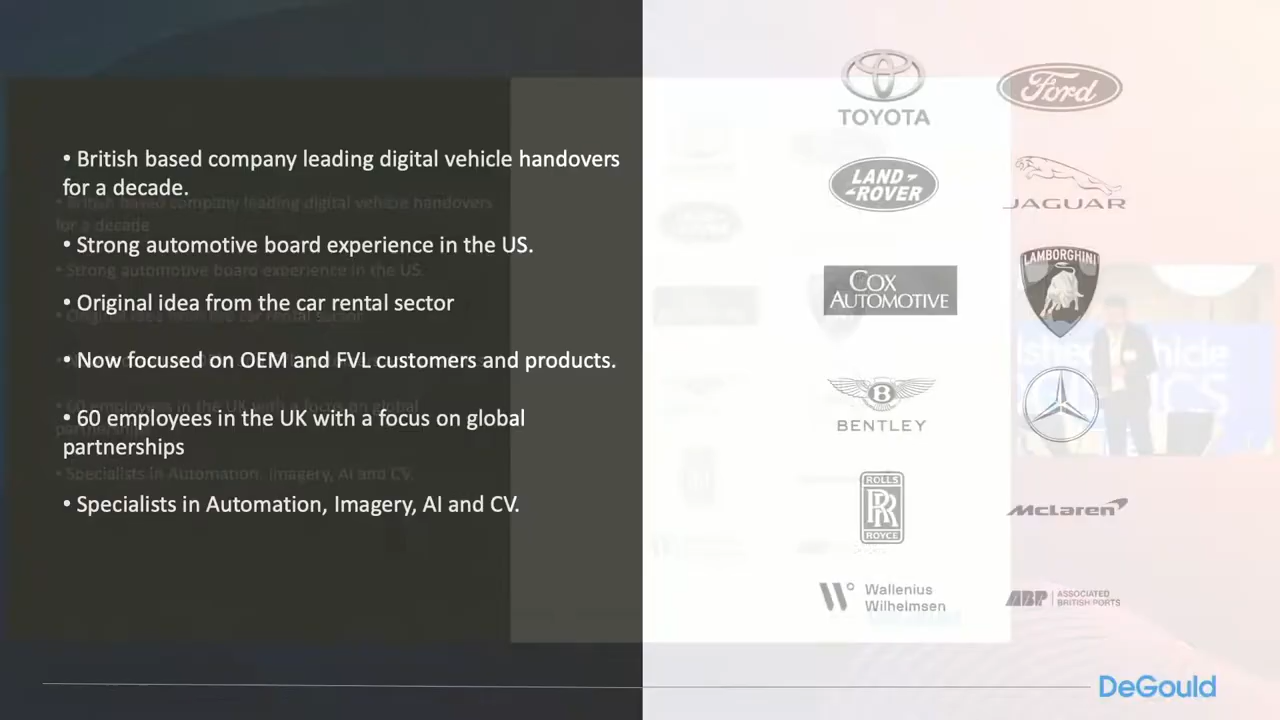 • British based company leading digital vehicle handovers
for a decade.
• Strong automotive board experience in the US.
• Original idea from the car rental sector
• Now focused on OEM and FVL customers and products.
• 60 employees in the UK with a focus on global
partnerships
• Specialists in Automation, Imagery, AI and CV.
TOYOTA
Ford
LAND
ROVER
JAGUAR
COX
AUTOMOTIVE
LAMBORGHINI
B
BENTLEY
ROLLS
RR
ROYCE
McLaren
Wallenius
Wilhelmsen
ABP
ASSOCIATED
BRITISH PORTS
DeGould